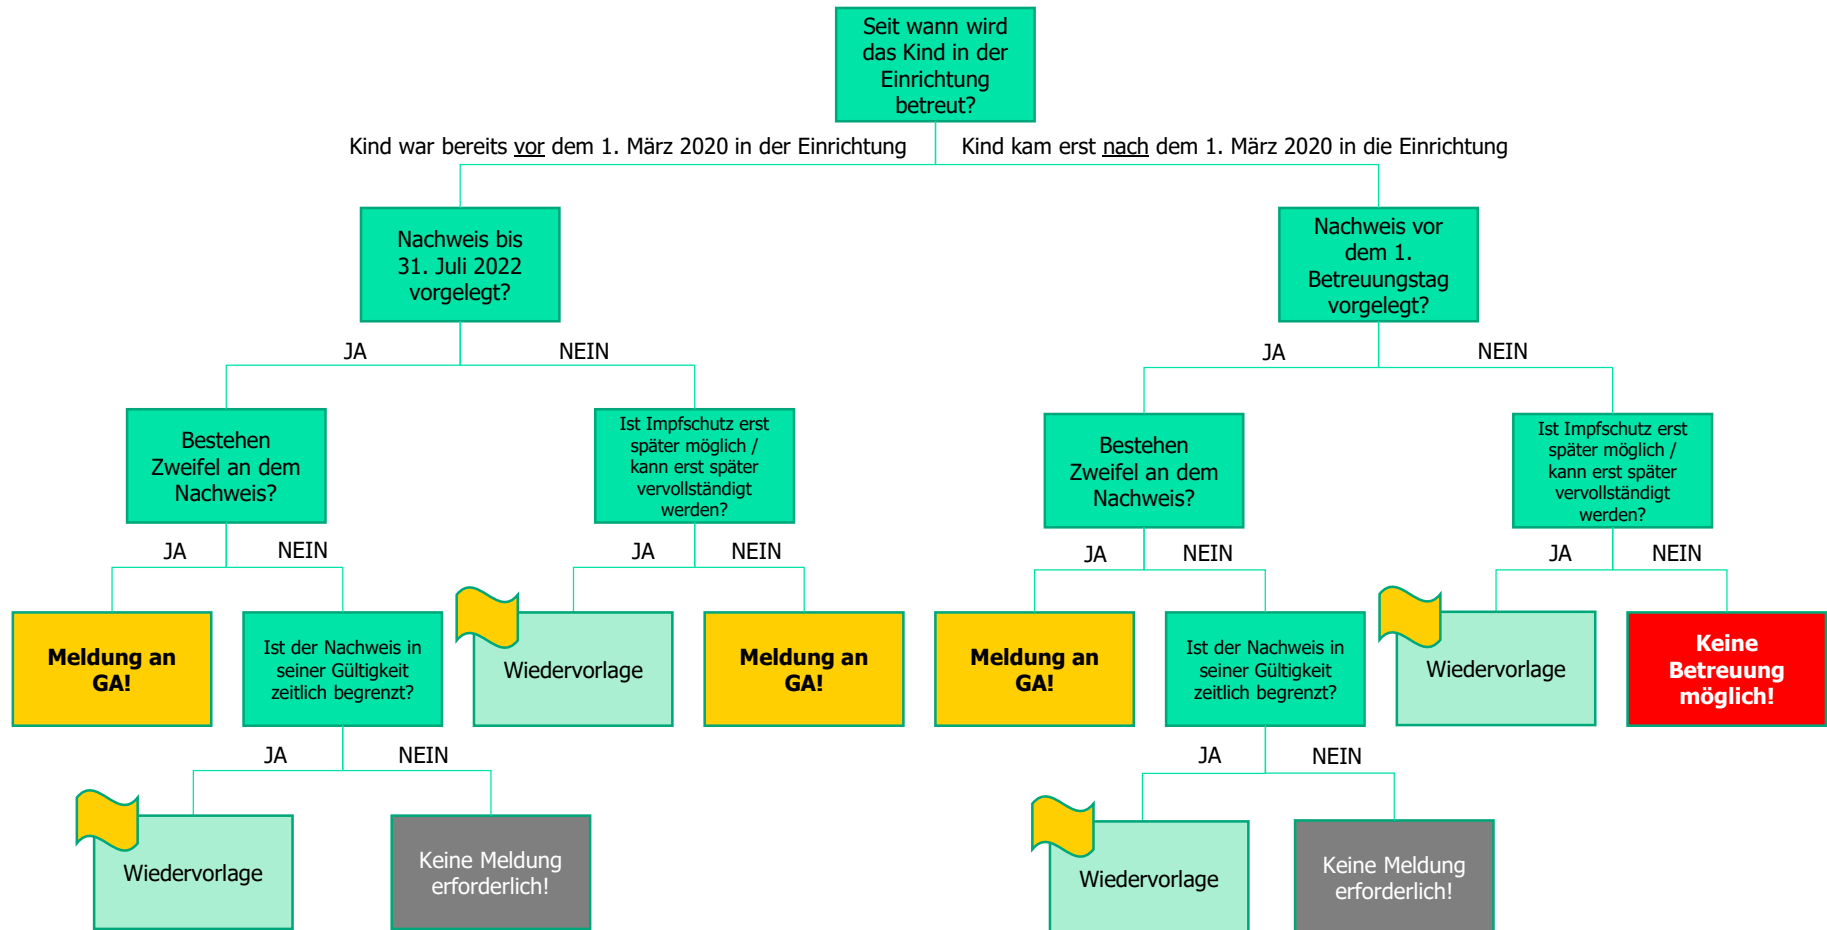 Seit wann wird
das Kind in der
Einrichtung
betreut?
Kind war bereits vor dem 1. März 2020 in der Einrichtung
Kind kam erst nach dem 1. März 2020 in die Einrichtung
Nachweis bis
31. Juli 2022
vorgelegt?
Nachweis vor
dem 1.
Betreuungstag
vorgelegt?
JA
NEIN
JA
NEIN
Bestehen
Zweifel an dem
Nachweis?
Ist Impfschutz erst
später möglich /
kann erst später
vervollständigt
werden?
Bestehen
Zweifel an dem
Nachweis?
Ist Impfschutz erst
später möglich /
kann erst später
vervollständigt
werden?
JA
NEIN
JA
NEIN
JA
NEIN
JA
NEIN
Meldung an
GA!
Ist der Nachweis in
seiner Gültigkeit
zeitlich begrenzt?
Wiedervorlage
Meldung an
GA!
Meldung an
GA!
Ist der Nachweis in
seiner Gültigkeit
zeitlich begrenzt?
Wiedervorlage
Keine
Betreuung
möglich!
JA
NEIN
JA
NEIN
Wiedervorlage
Keine Meldung
erforderlich!
Wiedervorlage
Keine Meldung
erforderlich!